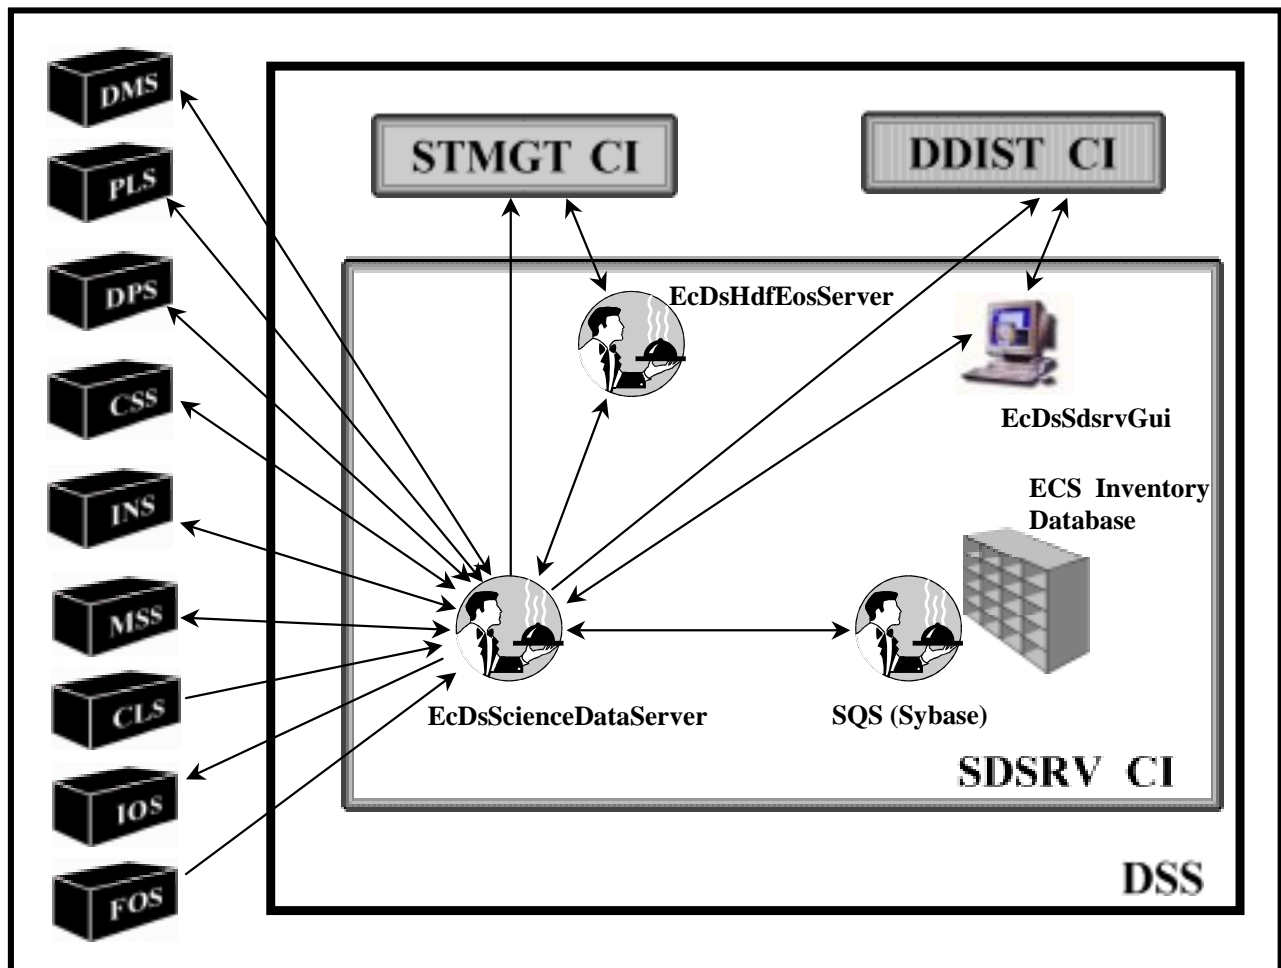 DMS
PLS
DPS
CSS
INS
MSS
CLS
IOS
FOS
STMGT CI
DDIST CI
EcDsHdfEosServer
EcDsSdsrvGui
ECS Inventory
Database
EcDsScienceDataServer
SQS (Sybase)
SDSRV CI
DSS